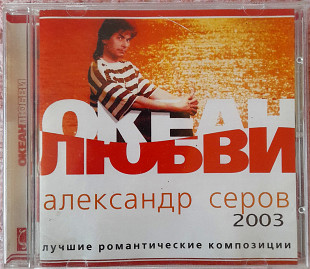 ОКЕАН
ЛЮБВИ
александр серов
2003
лучшие романтические композиции
ОКЕАН ЛЮБВИ